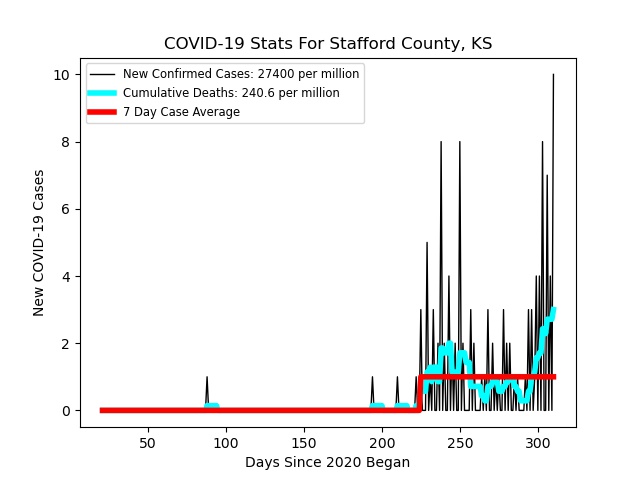 COVID-19 Stats For Stafford County, KS
New Confirmed Cases: 27400 per million
Cumulative Deaths: 240.6 per million
7 Day Case Average
New COVID-19 Cases
10
8
6
4
2
0
50 100 150 200 250 300
Days Since 2020 Began